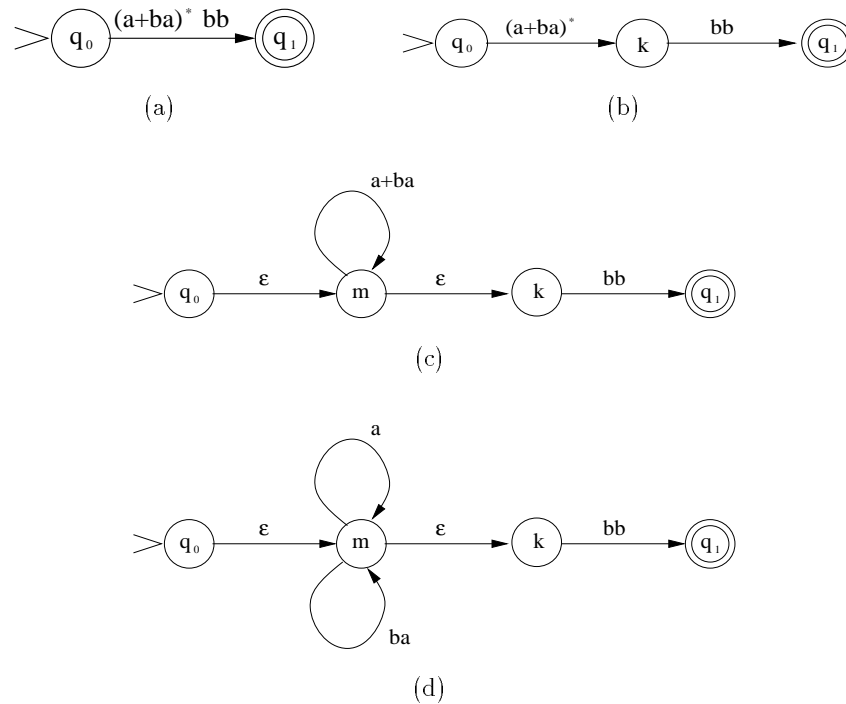 (a+ba)* bb
q₀ q₁
(a)
(a+ba)* bb
q₀ k q₁
(b)
a+ba
ε ε bb
q₀ m k q₁
(c)
a
ε ε bb
q₀ m k q₁
ba
(d)